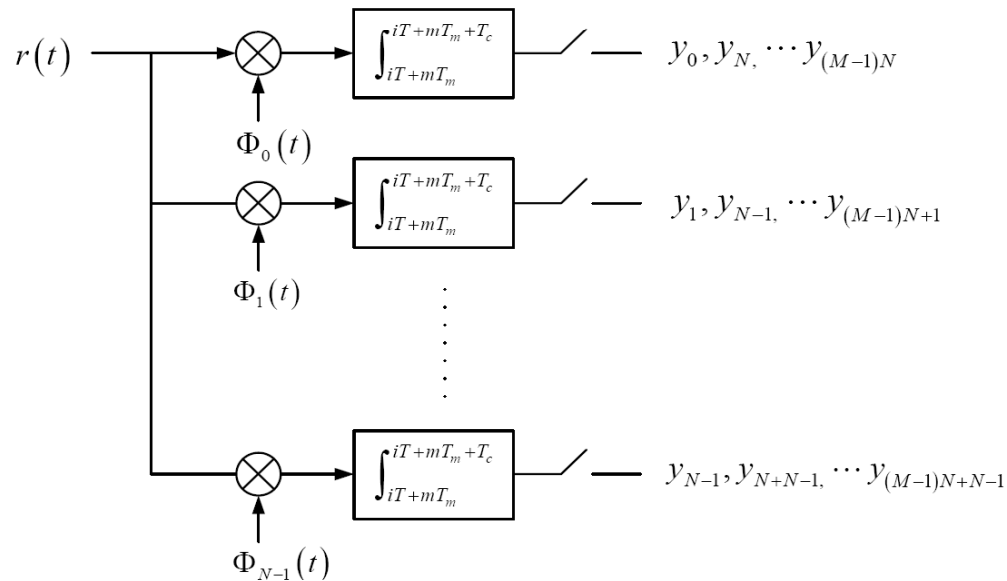 r(t)
∫_{iT+mT_m}^{iT+mT_m+T_c}
y_0, y_{N,} ⋯ y_{(M−1)N}
Φ_0(t)
∫_{iT+mT_m}^{iT+mT_m+T_c}
y_1, y_{N−1,} ⋯ y_{(M−1)N+1}
Φ_1(t)
∫_{iT+mT_m}^{iT+mT_m+T_c}
y_{N−1}, y_{N+N−1,} ⋯ y_{(M−1)N+N−1}
Φ_{N−1}(t)